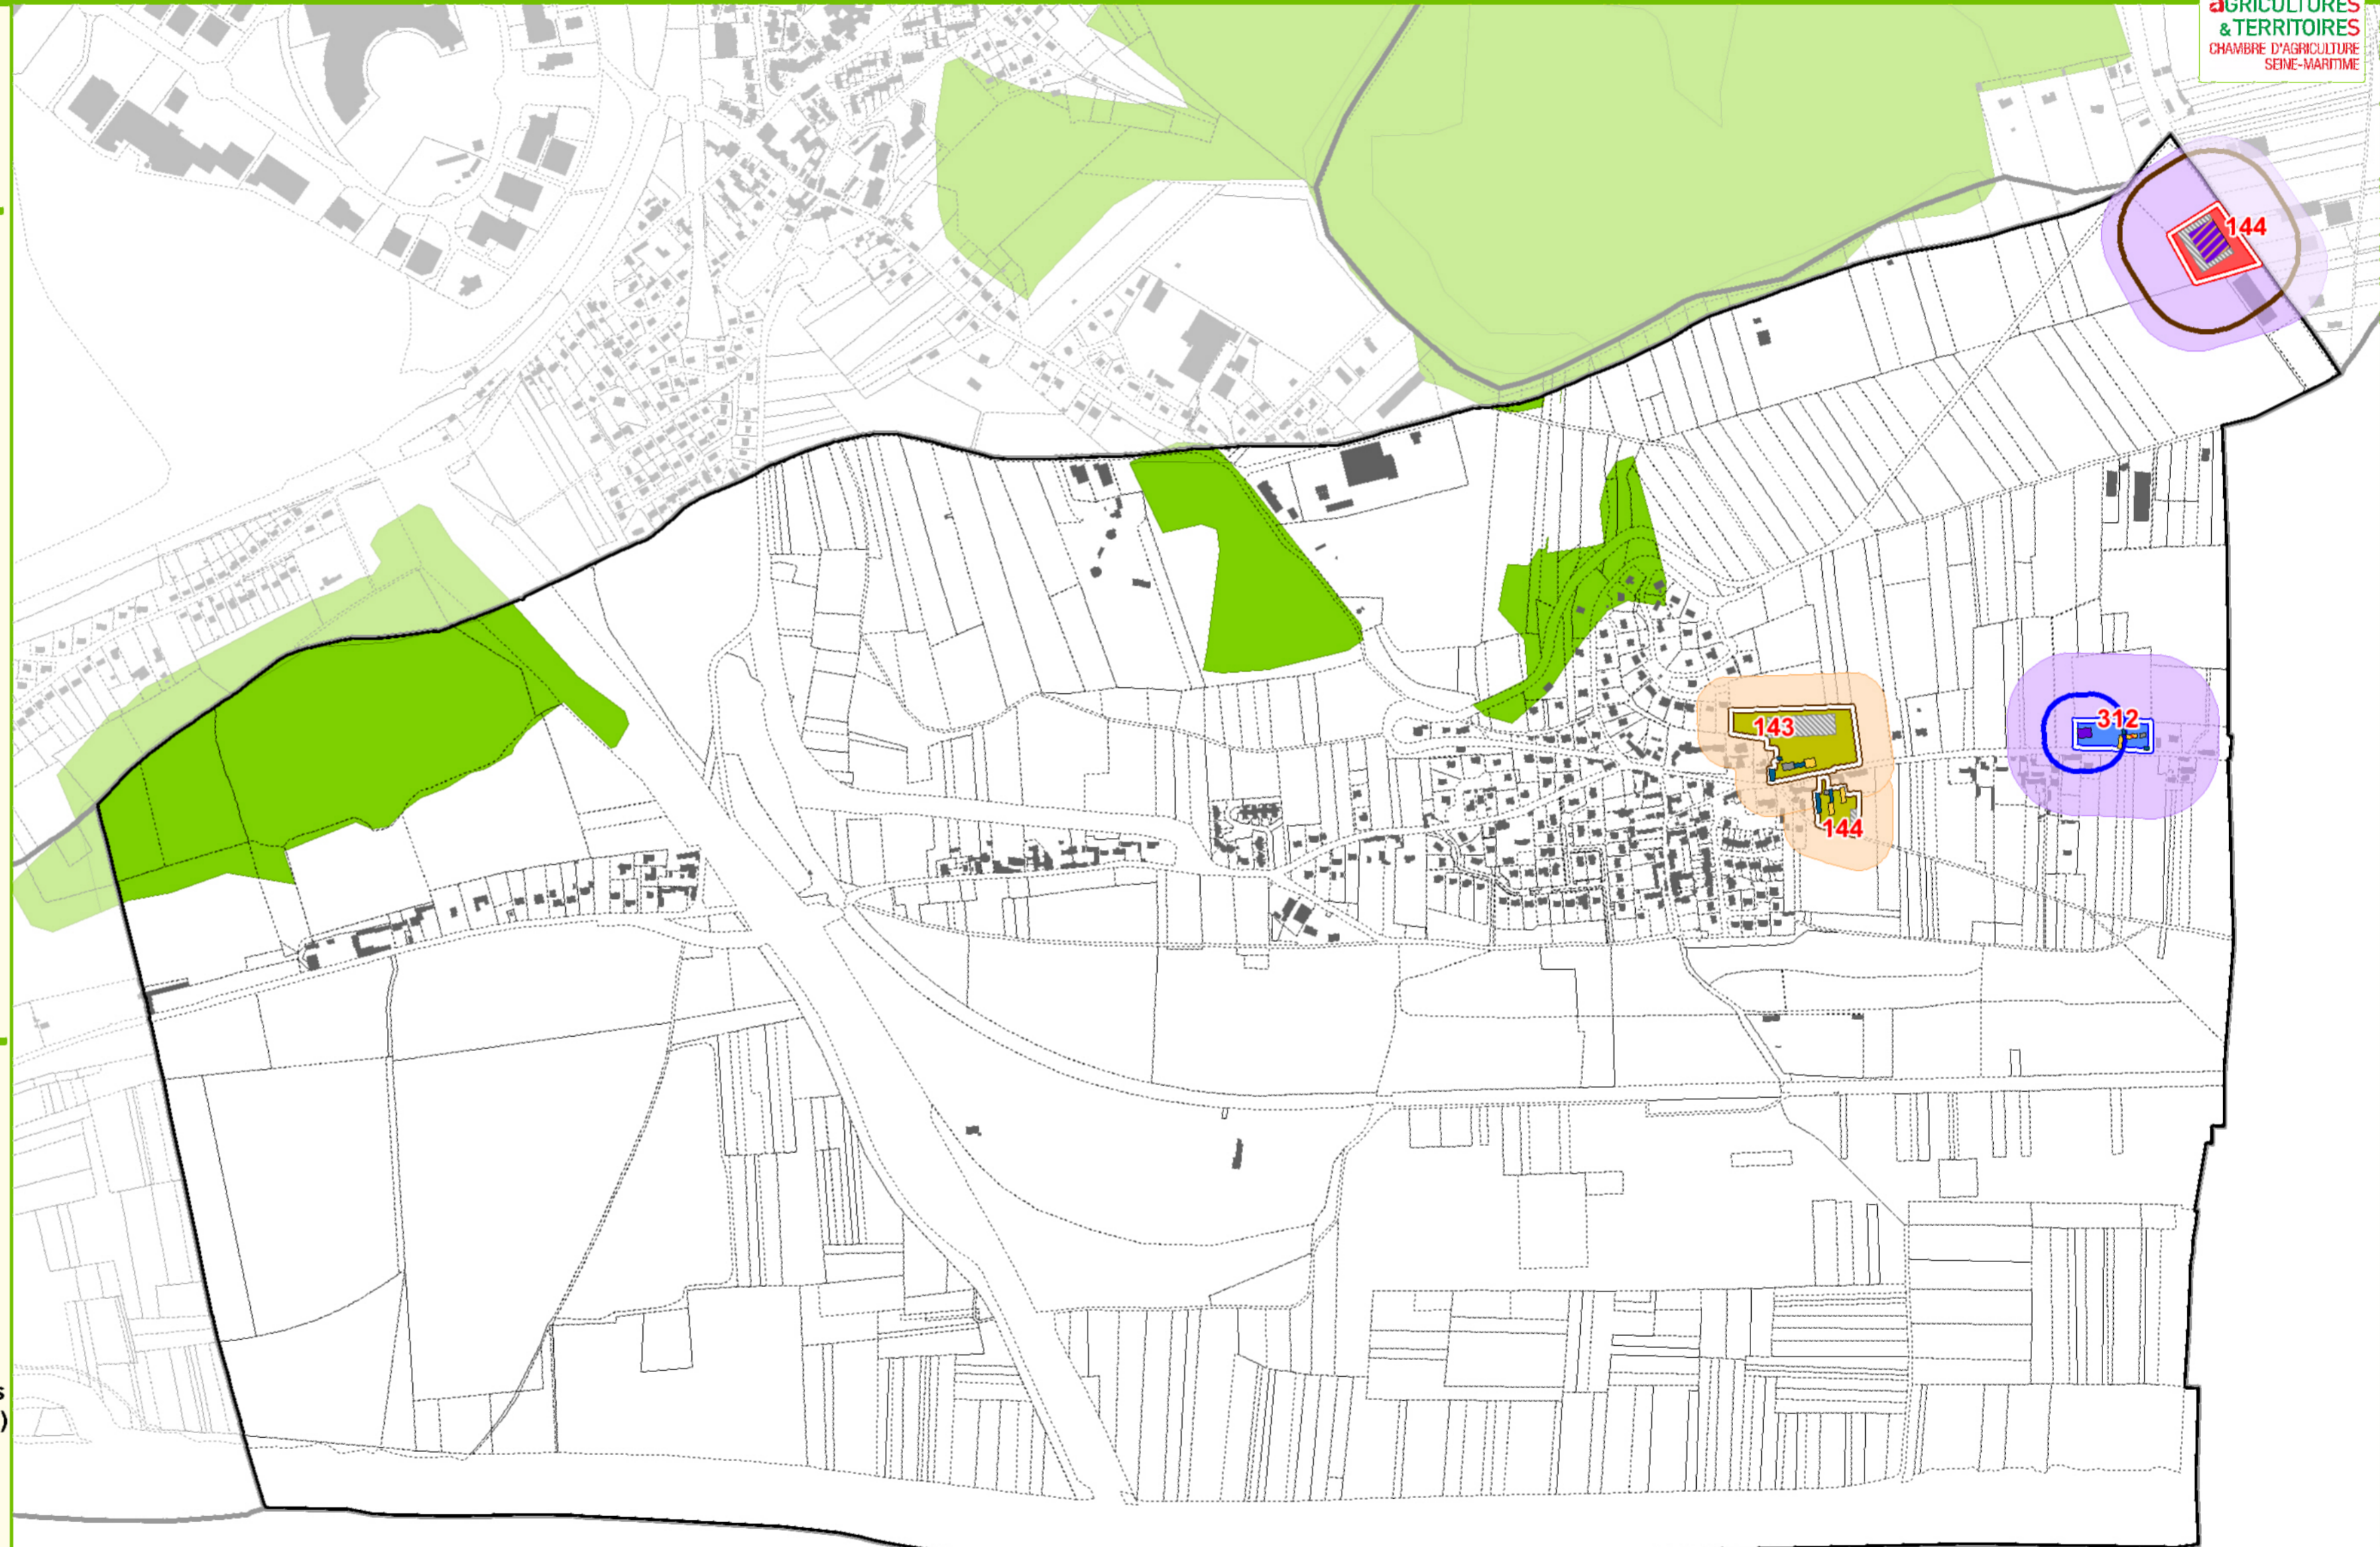 aGRICULTURES
& TERRITOIRES
CHAMBRE D'AGRICULTURE
SEINE-MARITIME
144
143
312
144
s
)